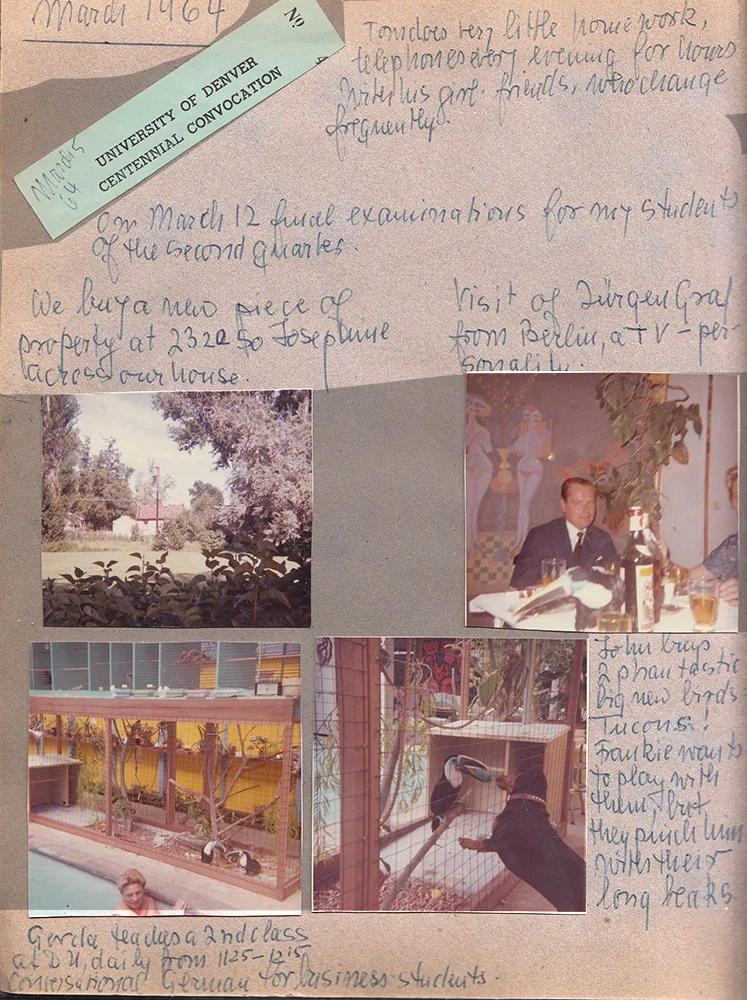 March 1964
Nº
UNIVERSITY OF DENVER
CENTENNIAL CONVOCATION
March 5
64
Tom does very little home work,
telephones every evening for hours
with his girl-friends, who change
frequently.
On March 12 final examinations for my students
of the second quarter.
We buy a new piece of
property at 2322 So Josephine
across our house.
Visit of Jürgen Graf
from Berlin, a TV-per-
sonality.
John buys
2 phantastic
big new birds
Tucons!
Frankie wants
to play with
them, but
they pinch him
with their
long beaks
Gerda teaches a 2nd class
at DU, daily from 11 25 - 12 15
conversational German for business-students.